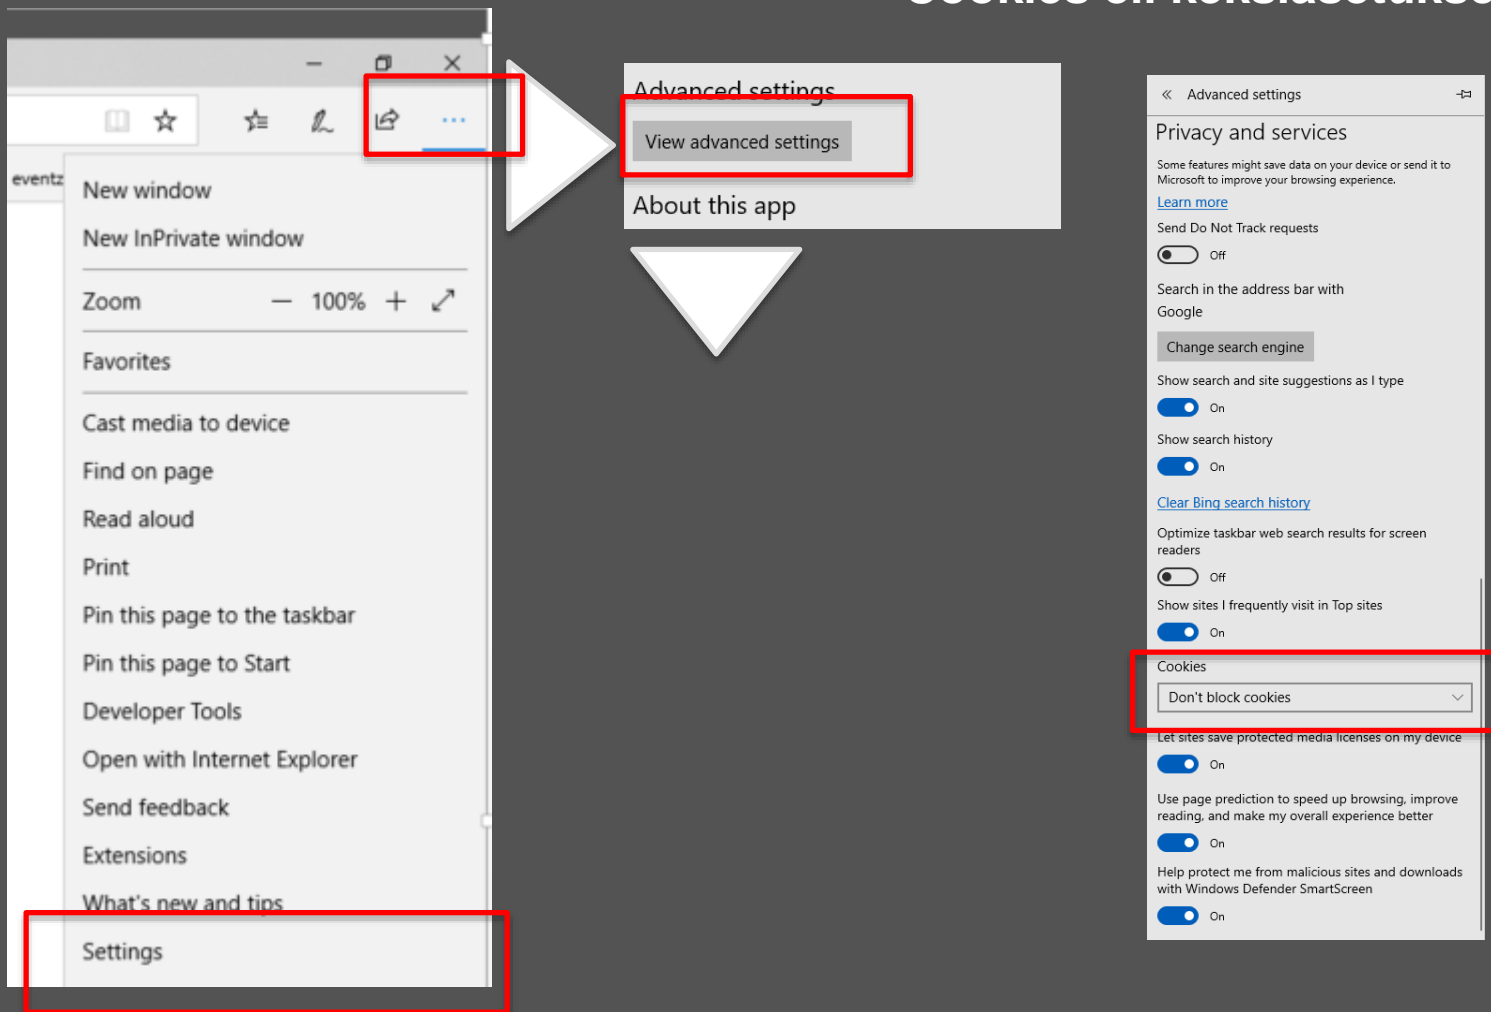 eventz
New window
New InPrivate window
Zoom — 100% +
Favorites
Cast media to device
Find on page
Read aloud
Print
Pin this page to the taskbar
Pin this page to Start
Developer Tools
Open with Internet Explorer
Send feedback
Extensions
What's new and tips
Settings
Advanced settings
View advanced settings
About this app
« Advanced settings
Privacy and services
Some features might save data on your device or send it to
Microsoft to improve your browsing experience.
Learn more
Send Do Not Track requests
Off
Search in the address bar with
Google
Change search engine
Show search and site suggestions as I type
On
Show search history
On
Clear Bing search history
Optimize taskbar web search results for screen
readers
Off
Show sites I frequently visit in Top sites
On
Cookies
Don't block cookies
Let sites save protected media licenses on my device
On
Use page prediction to speed up browsing, improve
reading, and make my overall experience better
On
Help protect me from malicious sites and downloads
with Windows Defender SmartScreen
On